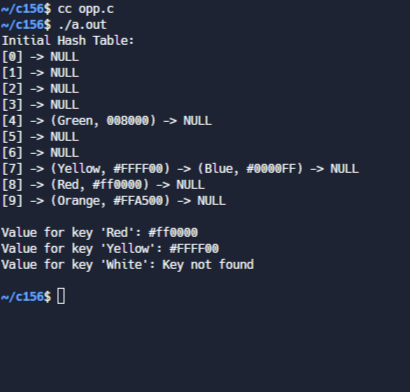 ~/c156$ cc opp.c
~/c156$ ./a.out
Initial Hash Table:
[0] -> NULL
[1] -> NULL
[2] -> NULL
[3] -> NULL
[4] -> (Green, 008000) -> NULL
[5] -> NULL
[6] -> NULL
[7] -> (Yellow, #FFFF00) -> (Blue, #0000FF) -> NULL
[8] -> (Red, #ff0000) -> NULL
[9] -> (Orange, #FFA500) -> NULL
Value for key 'Red': #ff0000
Value for key 'Yellow': #FFFF00
Value for key 'White': Key not found
~/c156$